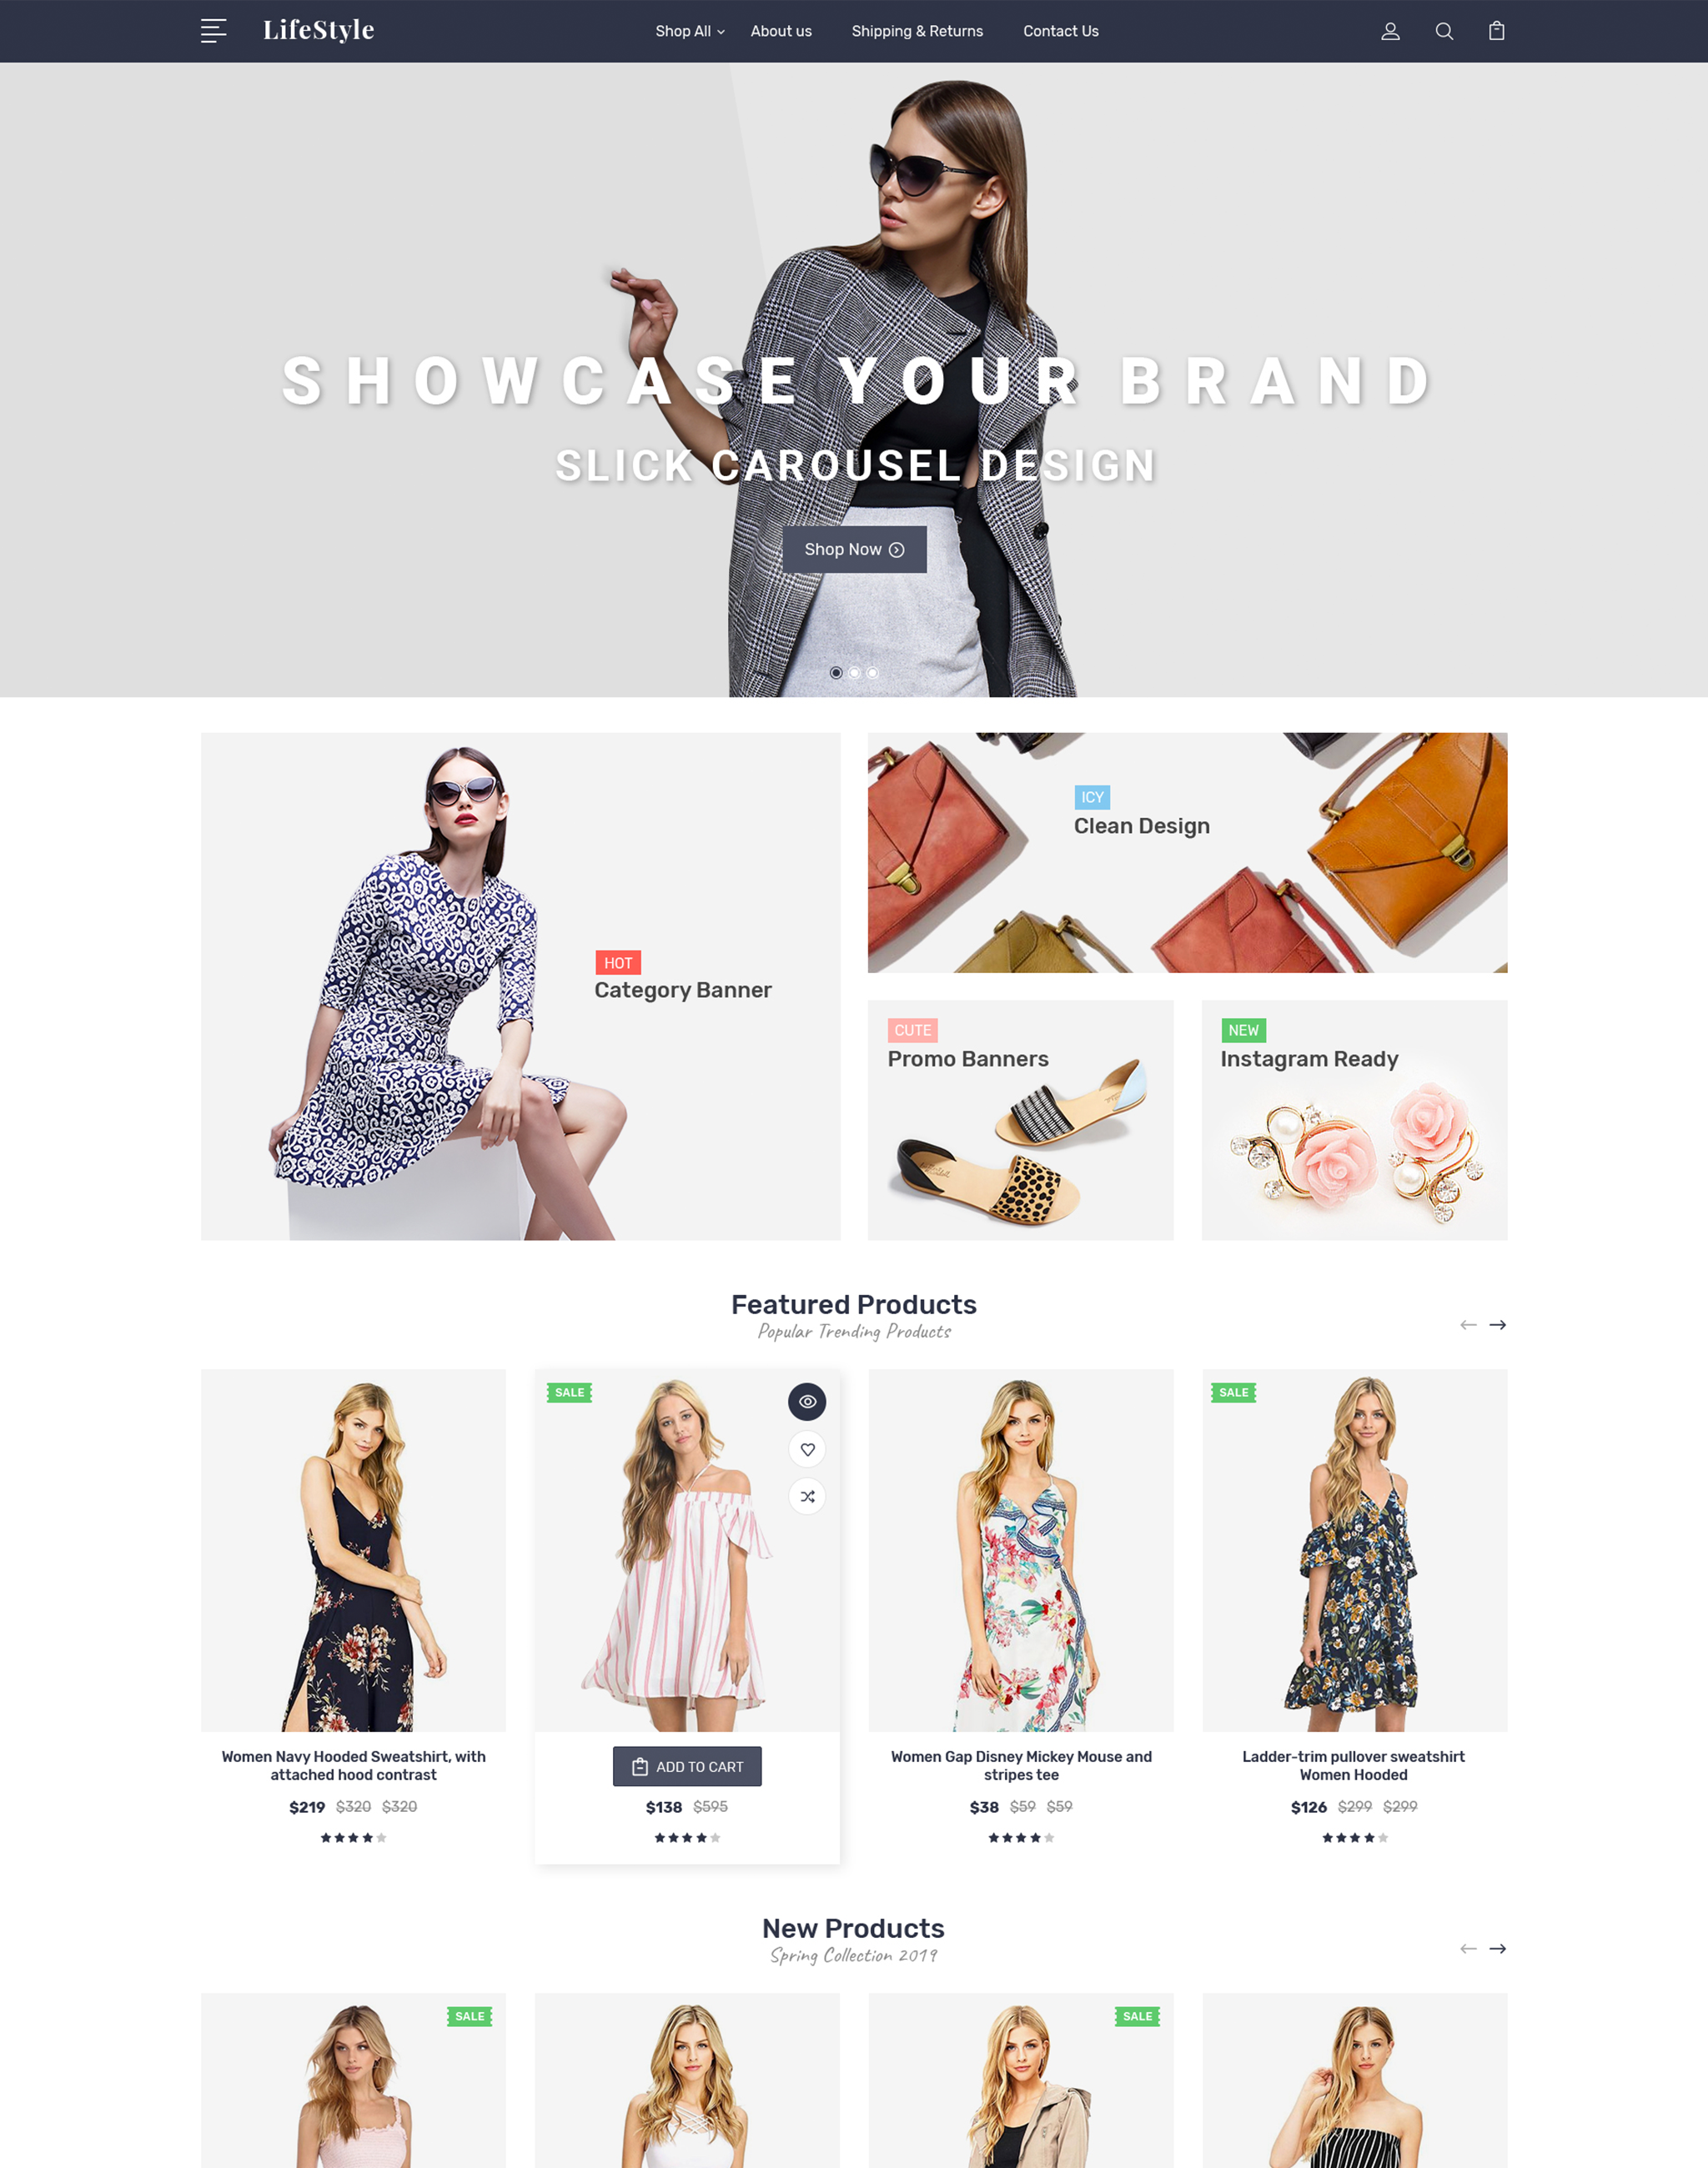 LifeStyle
Shop All
About us
Shipping & Returns
Contact Us
SHOWCASE YOUR BRAND
SLICK CAROUSEL DESIGN
Shop Now
HOT
Category Banner
ICY
Clean Design
CUTE
Promo Banners
NEW
Instagram Ready
Featured Products
Popular Trending Products
SALE
SALE
Women Navy Hooded Sweatshirt, with
attached hood contrast
$219 $320 $320
ADD TO CART
$138 $595
Women Gap Disney Mickey Mouse and
stripes tee
$38 $59 $59
Ladder-trim pullover sweatshirt
Women Hooded
$126 $299 $299
New Products
Spring Collection 2019
SALE
SALE